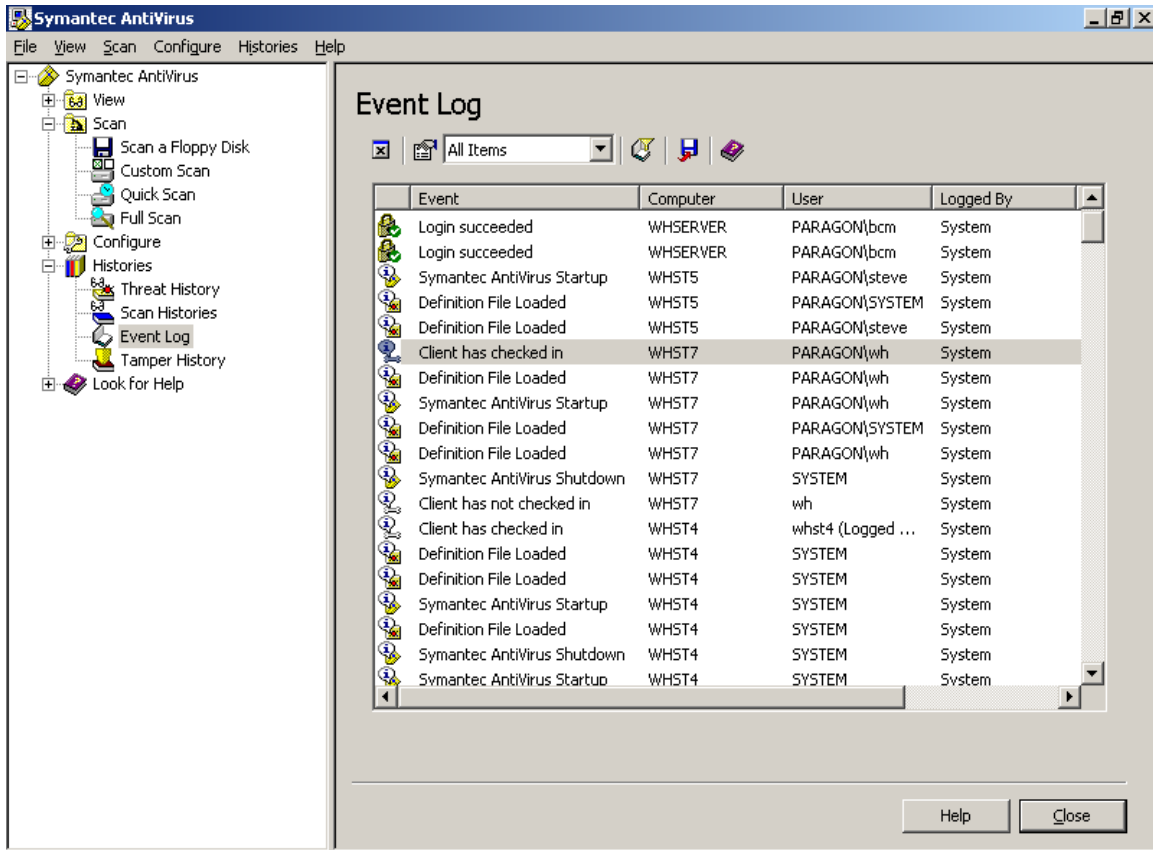 Symantec AntiVirus
File View Scan Configure Histories Help
Symantec AntiVirus
View
Scan
Scan a Floppy Disk
Custom Scan
Quick Scan
Full Scan
Configure
Histories
Threat History
Scan Histories
Event Log
Tamper History
Look for Help
Event Log
All Items
Event Computer User Logged By
Login succeeded WHSERVER PARAGON\bcm System
Login succeeded WHSERVER PARAGON\bcm System
Symantec AntiVirus Startup WHST5 PARAGON\steve System
Definition File Loaded WHST5 PARAGON\SYSTEM System
Definition File Loaded WHST5 PARAGON\steve System
Client has checked in WHST7 PARAGON\wh System
Definition File Loaded WHST7 PARAGON\wh System
Symantec AntiVirus Startup WHST7 PARAGON\wh System
Definition File Loaded WHST7 PARAGON\SYSTEM System
Definition File Loaded WHST7 PARAGON\wh System
Symantec AntiVirus Shutdown WHST7 SYSTEM System
Client has not checked in WHST7 wh System
Client has checked in WHST4 whst4 (Logged ... System
Definition File Loaded WHST4 SYSTEM System
Definition File Loaded WHST4 SYSTEM System
Symantec AntiVirus Startup WHST4 SYSTEM System
Definition File Loaded WHST4 SYSTEM System
Symantec AntiVirus Shutdown WHST4 SYSTEM System
Symantec AntiVirus Startup WHST4 SYSTEM System
Help Close